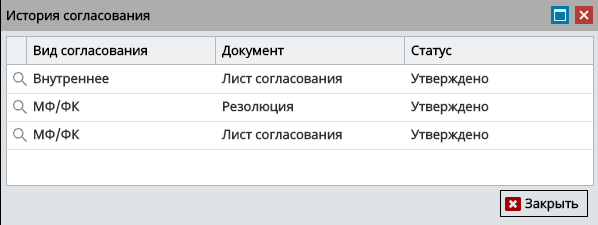 История согласования
Вид согласования Документ Статус
Внутреннее Лист согласования Утверждено
МФ/ФК Резолюция Утверждено
МФ/ФК Лист согласования Утверждено
Закрыть